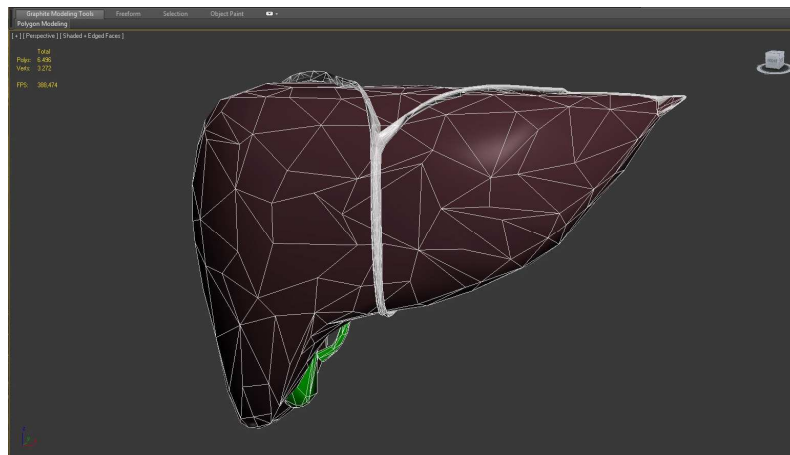 Graphite Modeling Tools Freeform Selection Object Paint
Polygon Modeling
[ + ] [ Perspective ] [ Shaded + Edged Faces ]
Total
Polys: 6.496
Verts: 3.272
FPS: 388,474